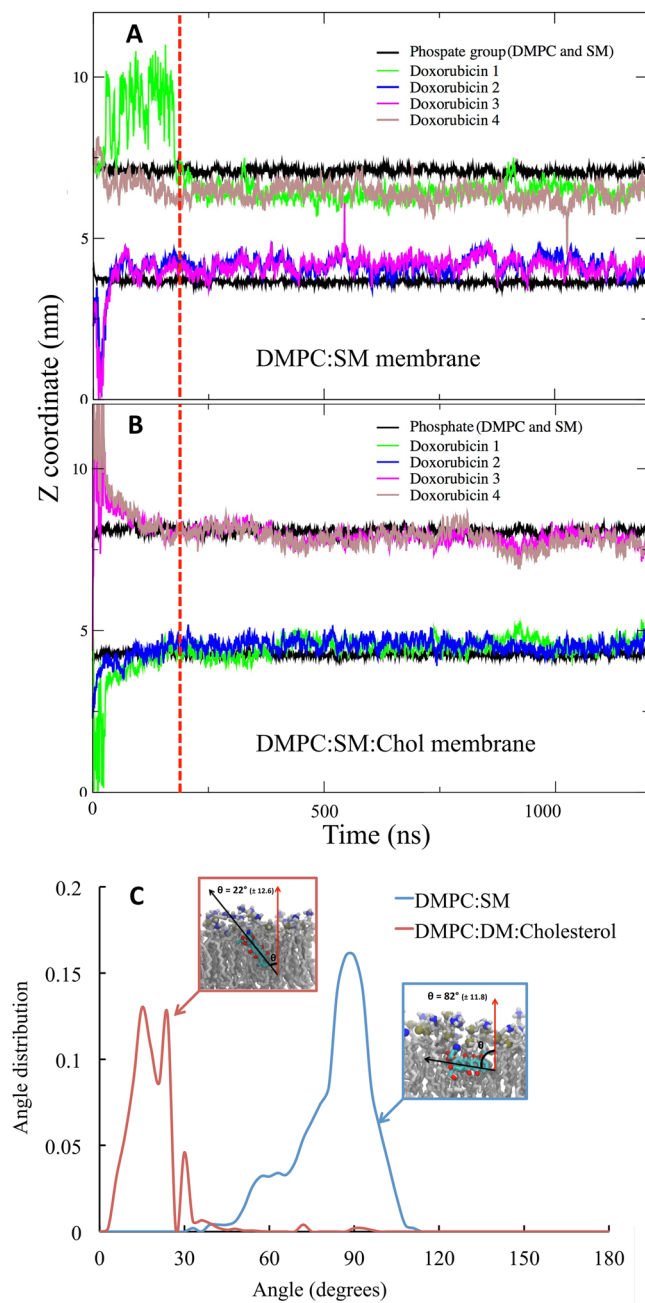 A
Phospate group (DMPC and SM)
Doxorubicin 1
Doxorubicin 2
Doxorubicin 3
Doxorubicin 4
10
5
0
DMPC:SM membrane
Z coordinate (nm)
B
Phosphate (DMPC and SM)
Doxorubicin 1
Doxorubicin 2
Doxorubicin 3
Doxorubicin 4
10
5
0
DMPC:SM:Chol membrane
0 500 1000
Time (ns)
C
θ = 22° (± 12.6)
θ
DMPC:SM
DMPC:DM:Cholesterol
θ = 82° (± 11.8)
θ
0.2
0.15
0.1
0.05
0
Angle distribution
0 30 60 90 120 150 180
Angle (degrees)